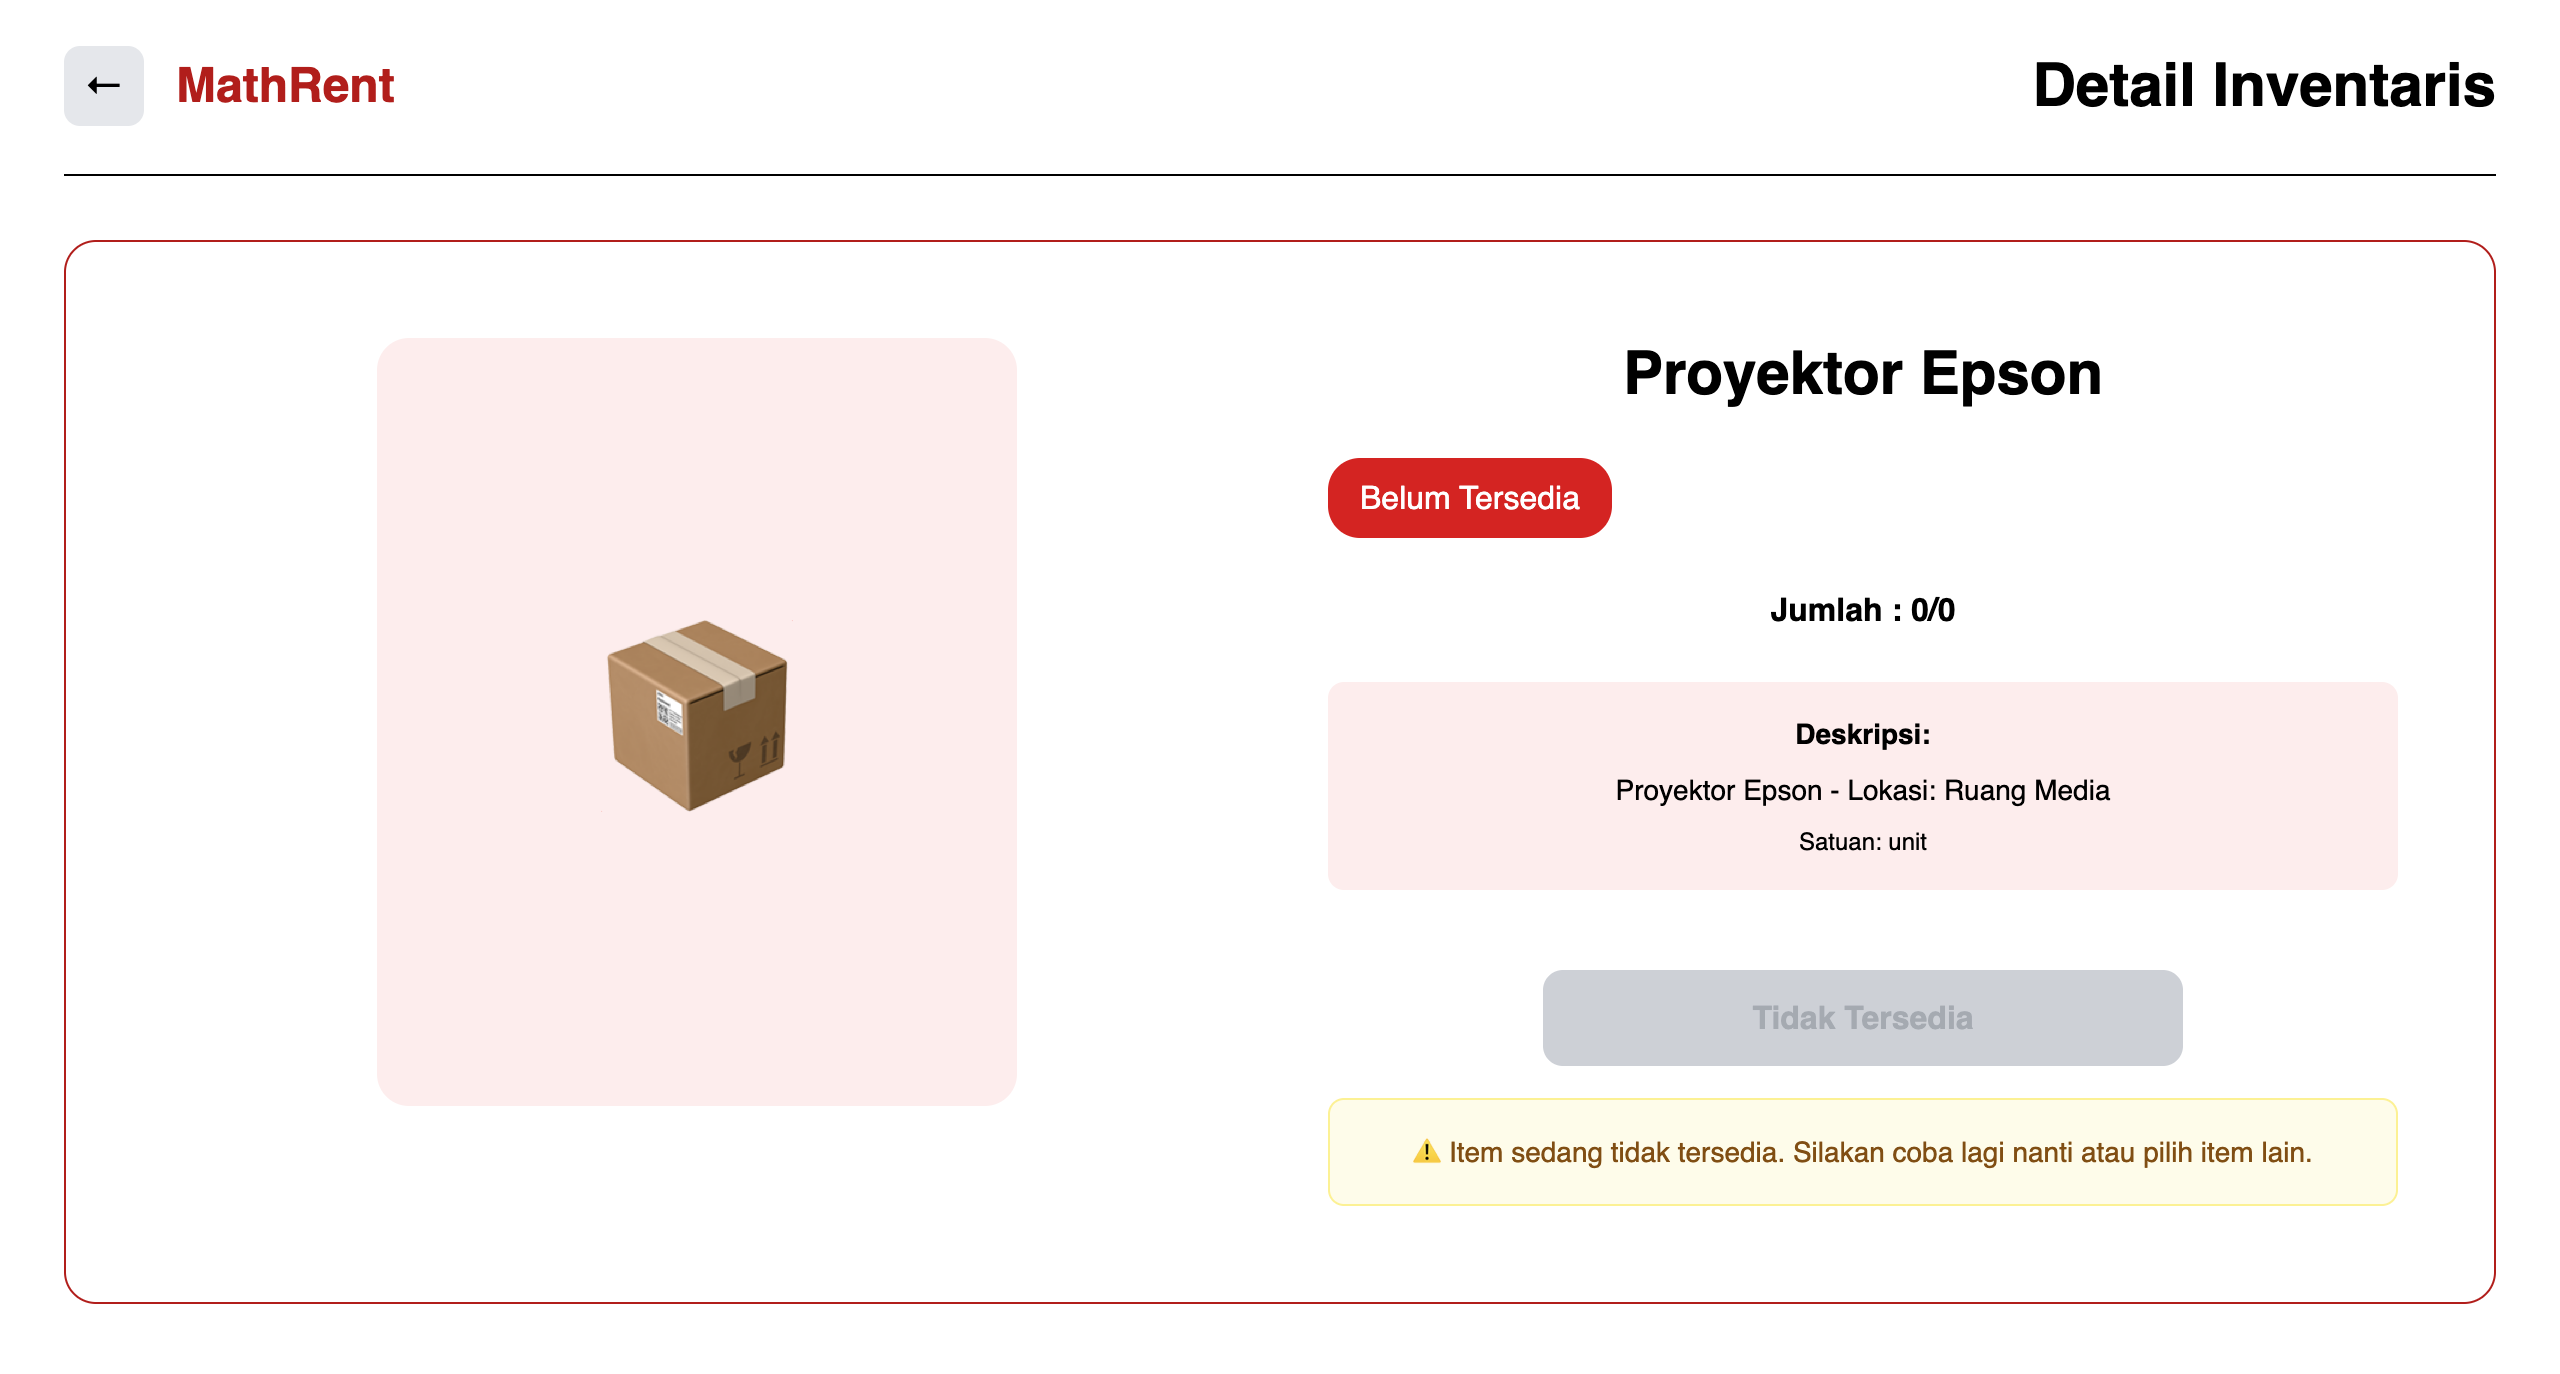 ← MathRent
Detail Inventaris
Proyektor Epson
Belum Tersedia
Jumlah : 0/0
Deskripsi:
Proyektor Epson - Lokasi: Ruang Media
Satuan: unit
Tidak Tersedia
⚠️ Item sedang tidak tersedia. Silakan coba lagi nanti atau pilih item lain.